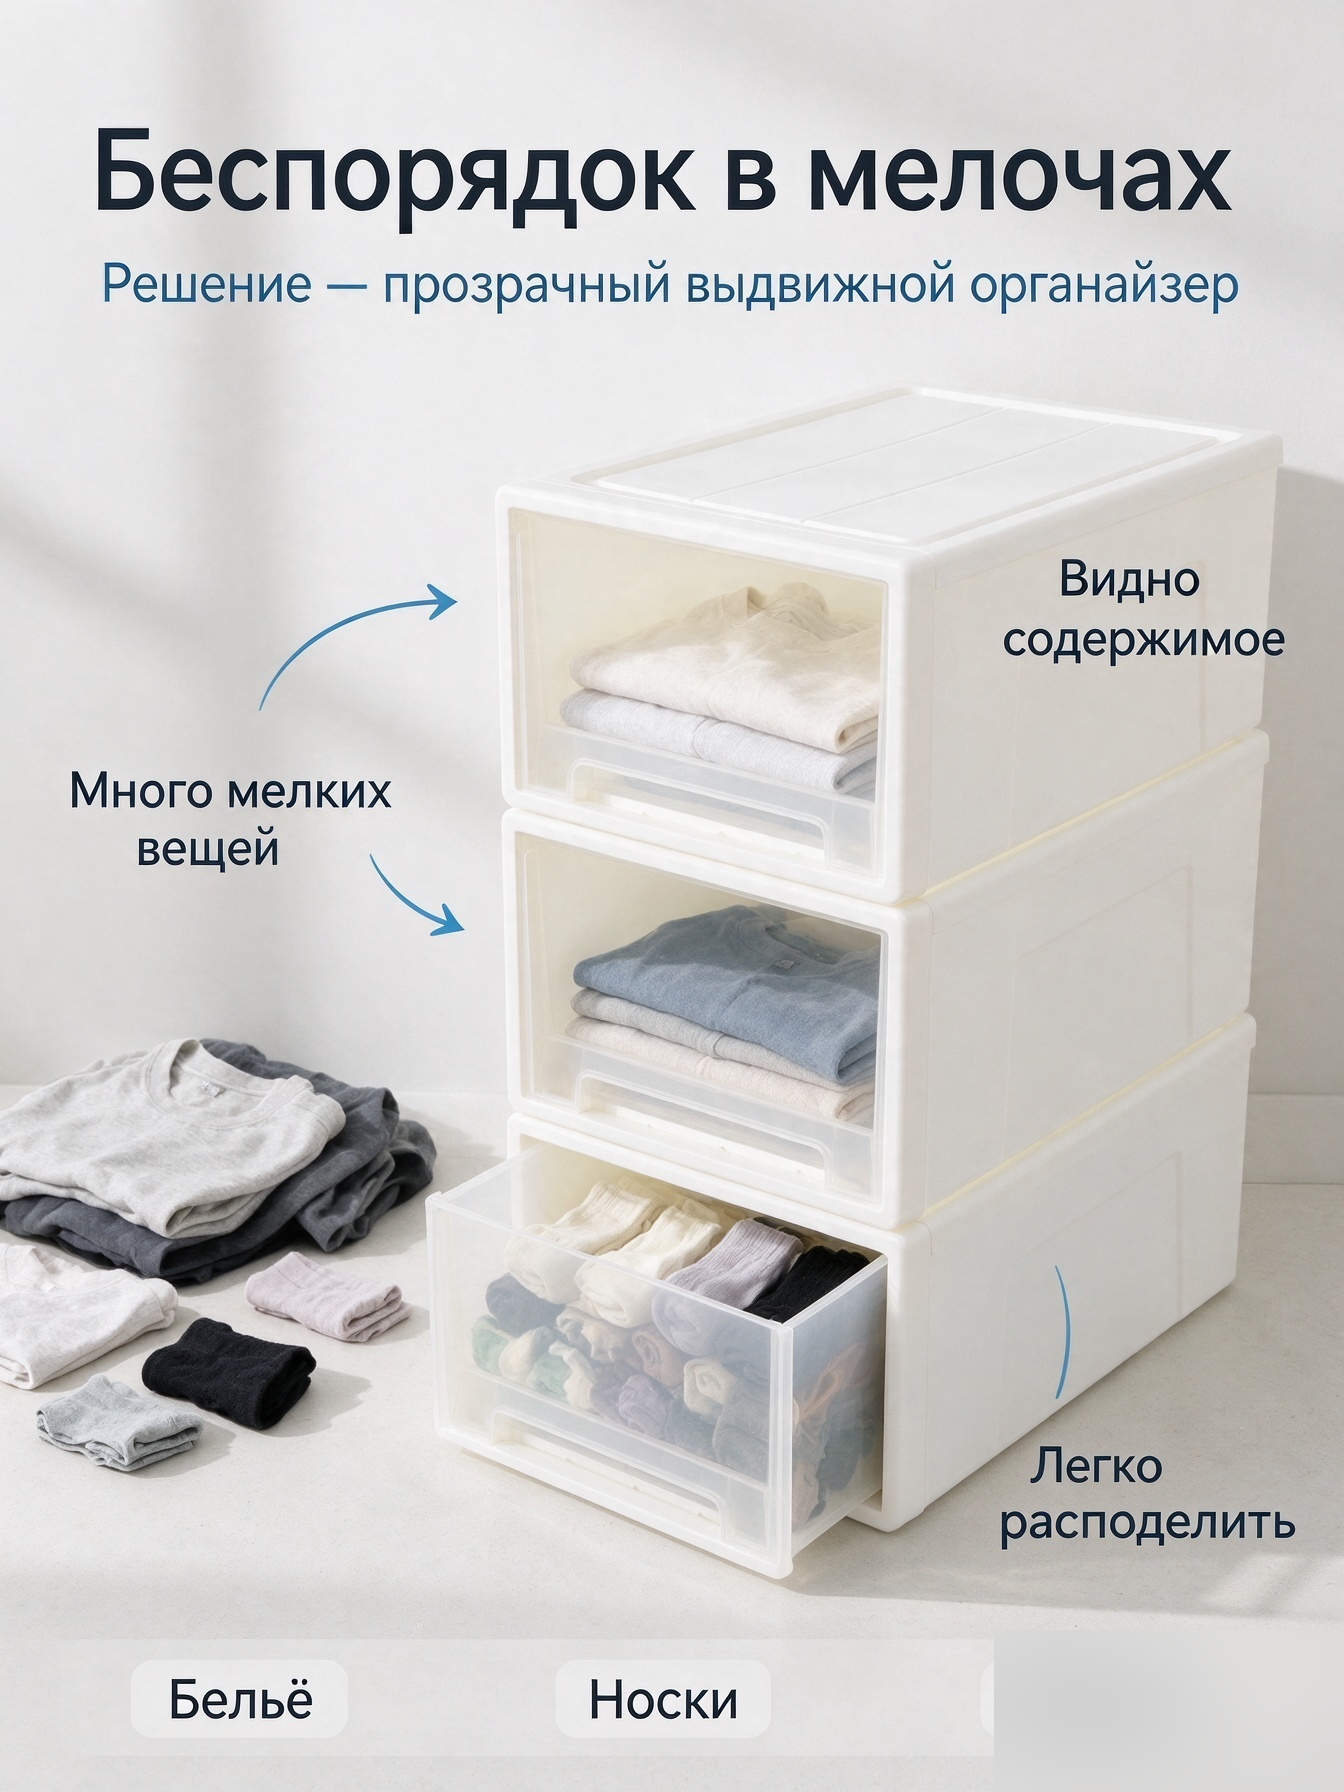 Беспорядок в мелочах
Решение — прозрачный выдвижной органайзер
Видно
содержимое
Много мелких
вещей
Легко
расподелить
Бельё
Носки